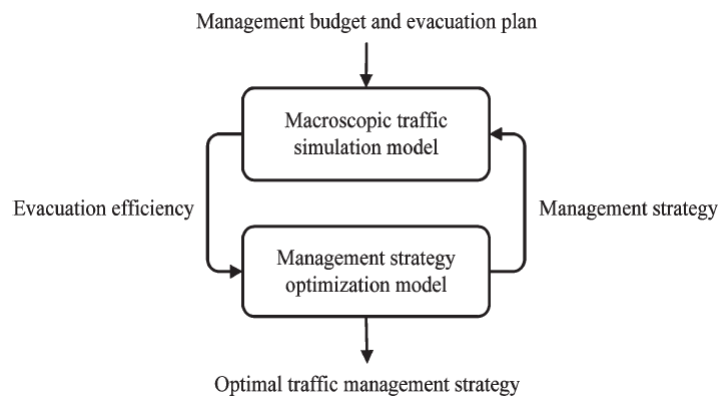 Management budget and evacuation plan
Macroscopic traffic
simulation model
Evacuation efficiency
Management strategy
Management strategy
optimization model
Optimal traffic management strategy